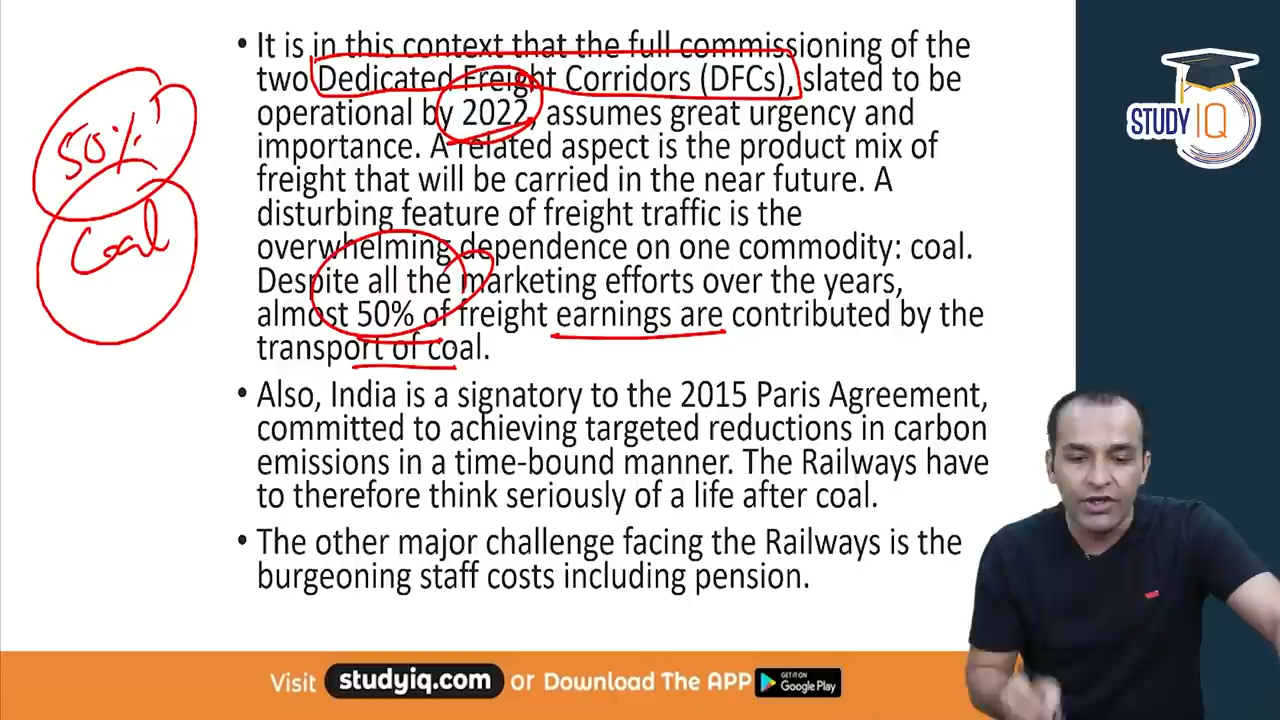 • It is in this context that the full commissioning of the
two Dedicated Freight Corridors (DFCs), slated to be
operational by 2022, assumes great urgency and
importance. A related aspect is the product mix of
freight that will be carried in the near future. A
disturbing feature of freight traffic is the
overwhelming dependence on one commodity: coal.
Despite all the marketing efforts over the years,
almost 50% of freight earnings are contributed by the
transport of coal.
• Also, India is a signatory to the 2015 Paris Agreement,
committed to achieving targeted reductions in carbon
emissions in a time-bound manner. The Railways have
to therefore think seriously of a life after coal.
• The other major challenge facing the Railways is the
burgeoning staff costs including pension.
50%
Coal
STUDY IQ
Visit studyiq.com or Download The APP
GET IT ON
Google Play